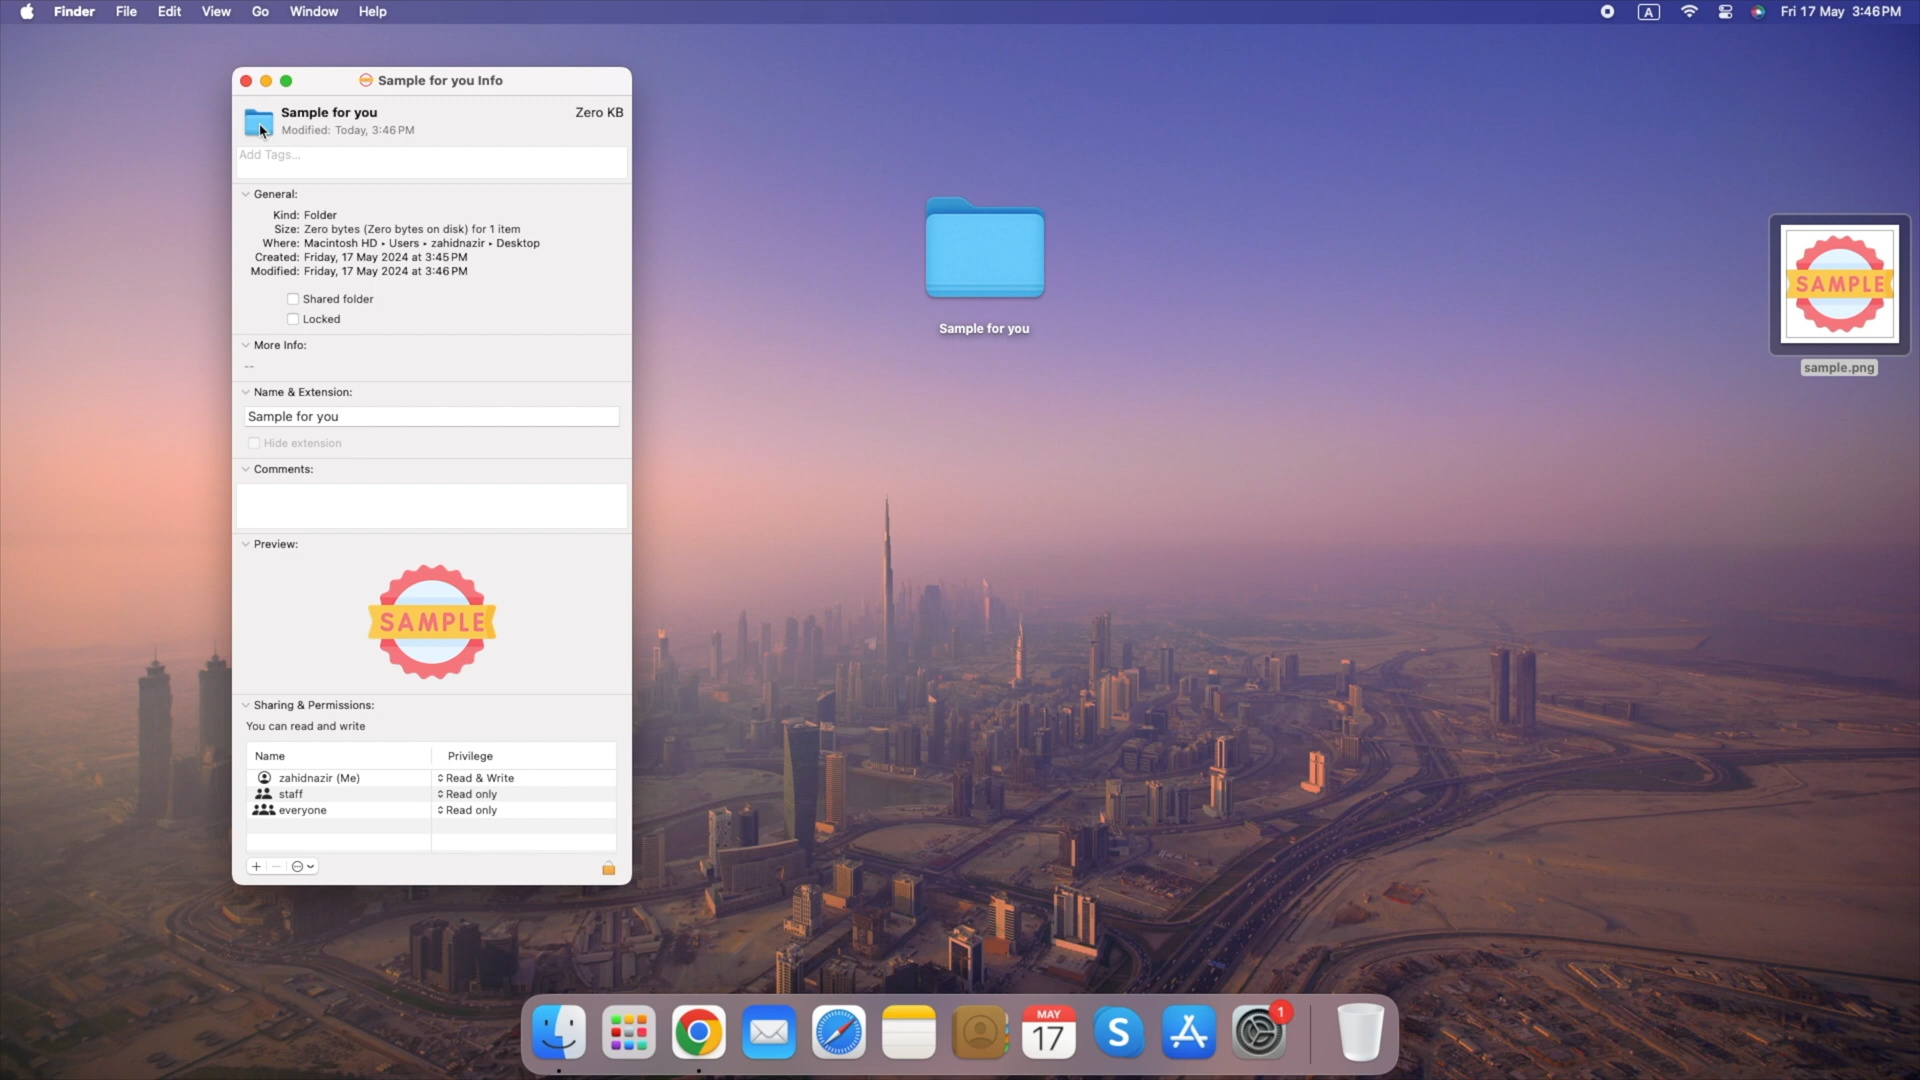 Finder File Edit View Go Window Help
A
Fri 17 May 3:46 PM
Sample for you Info
Sample for you
Zero KB
Modified: Today, 3:46 PM
Add Tags...
General:
Kind: Folder
Size: Zero bytes (Zero bytes on disk) for 1 item
Where: Macintosh HD ▸ Users ▸ zahidnazir ▸ Desktop
Created: Friday, 17 May 2024 at 3:45 PM
Modified: Friday, 17 May 2024 at 3:46 PM
Shared folder
Locked
More Info:
--
Name & Extension:
Sample for you
Hide extension
Comments:
Preview:
SAMPLE
Sharing & Permissions:
You can read and write
Name Privilege
zahidnazir (Me) Read & Write
staff Read only
everyone Read only
Sample for you
SAMPLE
sample.png
MAY
17
S
1